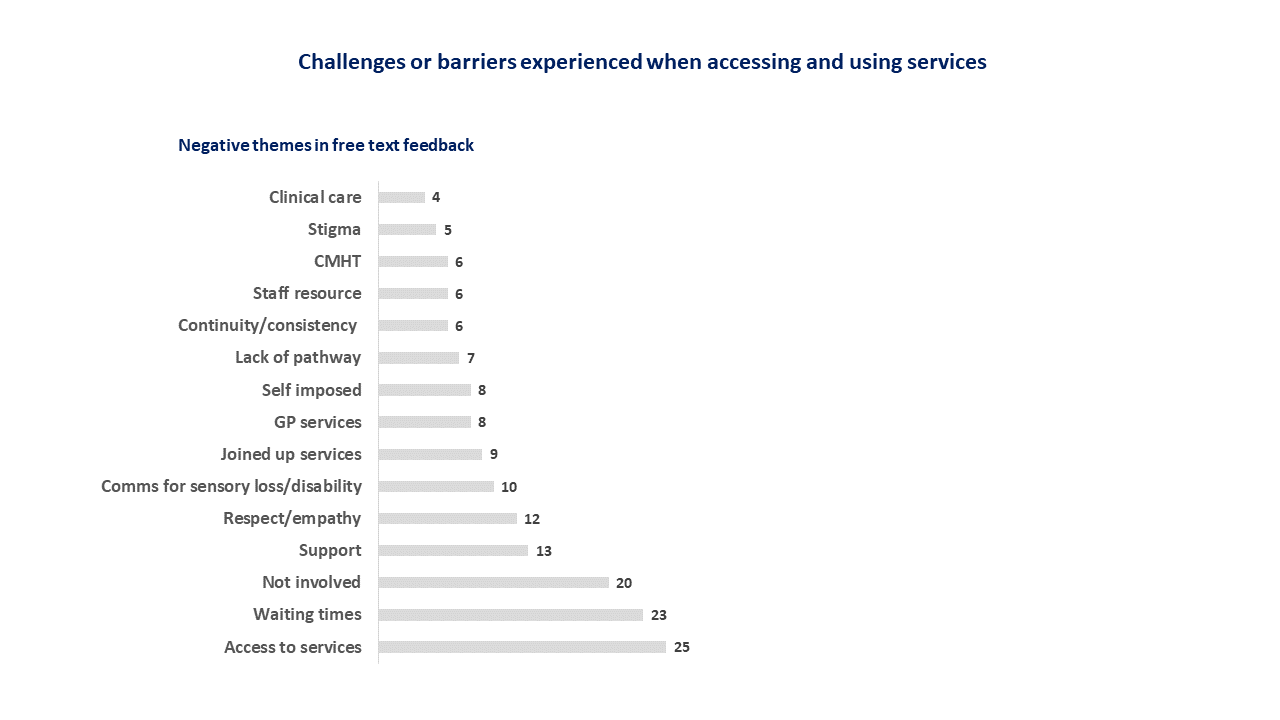 Challenges or barriers experienced when accessing and using services
Negative themes in free text feedback
Clinical care 4
Stigma 5
CMHT 6
Staff resource 6
Continuity/consistency 6
Lack of pathway 7
Self imposed 8
GP services 8
Joined up services 9
Comms for sensory loss/disability 10
Respect/empathy 12
Support 13
Not involved 20
Waiting times 23
Access to services 25